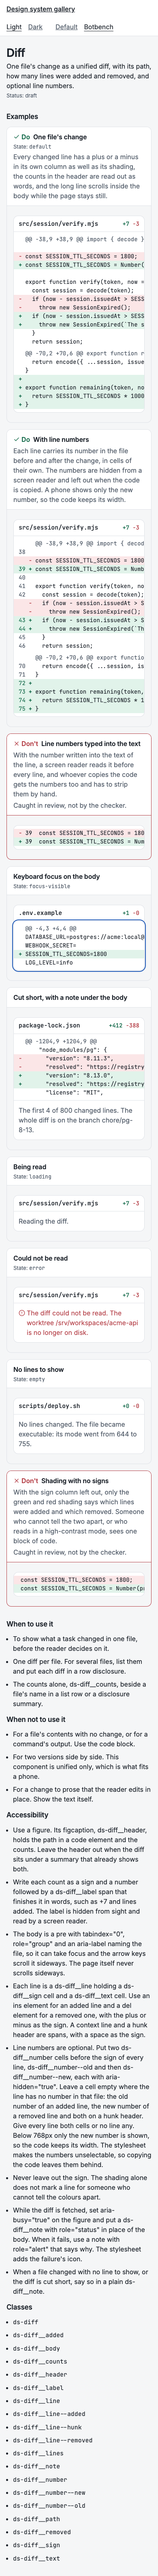 Design system gallery
Light Dark Default Botbench
Diff
One file's change as a unified diff, with its path,
how many lines were added and removed, and
optional line numbers.
Status: draft
Examples
✓ Do One file's change
State: default
Every changed line has a plus or a minus
in its own column as well as its shading,
the counts in the header are read out as
words, and the long line scrolls inside the
body while the page stays still.
src/session/verify.mjs +7 -3
@@ -38,9 +38,9 @@ import { decode }
- const SESSION_TTL_SECONDS = 1800;
+ const SESSION_TTL_SECONDS = Number(
export function verify(token, now =
const session = decode(token);
- if (now - session.issuedAt > SESS
- throw new SessionExpired();
+ if (now - session.issuedAt > SESS
+ throw new SessionExpired(`The s
}
return session;
@@ -70,2 +70,6 @@ export function r
return encode({ ...session, issue
}
+
+ export function remaining(token, no
+ return SESSION_TTL_SECONDS * 1000
+ }
✓ Do With line numbers
Each line carries its number in the file
before and after the change, in cells of
their own. The numbers are hidden from a
screen reader and left out when the code
is copied. A phone shows only the new
number, so the code keeps its width.
src/session/verify.mjs +7 -3
@@ -38,9 +38,9 @@ import { decod
38
- const SESSION_TTL_SECONDS = 1800
39 + const SESSION_TTL_SECONDS = Numb
40
41 export function verify(token, no
42 const session = decode(token);
- if (now - session.issuedAt > S
- throw new SessionExpired();
43 + if (now - session.issuedAt > S
44 + throw new SessionExpired(`Th
45 }
46 return session;
@@ -70,2 +70,6 @@ export functio
70 return encode({ ...session, is
71 }
72 +
73 + export function remaining(token,
74 + return SESSION_TTL_SECONDS * 1
75 + }
✕ Don't Line numbers typed into the text
With the number written into the text of
the line, a screen reader reads it before
every line, and whoever copies the code
gets the numbers too and has to strip
them by hand.
Caught in review, not by the checker.
- 39 const SESSION_TTL_SECONDS = 180
+ 39 const SESSION_TTL_SECONDS = Num
Keyboard focus on the body
State: focus-visible
.env.example +1 -0
@@ -4,3 +4,4 @@
DATABASE_URL=postgres://acme:local@
WEBHOOK_SECRET=
+ SESSION_TTL_SECONDS=1800
LOG_LEVEL=info
Cut short, with a note under the body
package-lock.json +412 -388
@@ -1204,9 +1204,9 @@
"node_modules/pg": {
- "version": "8.11.3",
- "resolved": "https://registry
+ "version": "8.13.0",
+ "resolved": "https://registry
"license": "MIT",
The first 4 of 800 changed lines. The
whole diff is on the branch chore/pg-
8-13.
Being read
State: loading
src/session/verify.mjs +7 -3
Reading the diff.
Could not be read
State: error
src/session/verify.mjs +7 -3
The diff could not be read. The
worktree /srv/workspaces/acme-api
is no longer on disk.
No lines to show
State: empty
scripts/deploy.sh +0 -0
No lines changed. The file became
executable: its mode went from 644 to
755.
✕ Don't Shading with no signs
With the sign column left out, only the
green and red shading says which lines
were added and which removed. Someone
who cannot tell the two apart, or who
reads in a high-contrast mode, sees one
block of code.
Caught in review, not by the checker.
const SESSION_TTL_SECONDS = 1800;
const SESSION_TTL_SECONDS = Number(pr
When to use it
• To show what a task changed in one file,
before the reader decides on it.
• One diff per file. For several files, list them
and put each diff in a row disclosure.
• The counts alone, ds-diff__counts, beside a
file's name in a list row or a disclosure
summary.
When not to use it
• For a file's contents with no change, or for a
command's output. Use the code block.
• For two versions side by side. This
component is unified only, which is what fits
a phone.
• For a change to prose that the reader edits in
place. Show the text itself.
Accessibility
• Use a figure. Its figcaption, ds-diff__header,
holds the path in a code element and the
counts. Leave the header out when the diff
sits under a summary that already shows
both.
• Write each count as a sign and a number
followed by a ds-diff__label span that
finishes it in words, such as +7 and lines
added. The label is hidden from sight and
read by a screen reader.
• The body is a pre with tabindex="0",
role="group" and an aria-label naming the
file, so it can take focus and the arrow keys
scroll it sideways. The page itself never
scrolls sideways.
• Each line is a ds-diff__line holding a ds-
diff__sign cell and a ds-diff__text cell. Use an
ins element for an added line and a del
element for a removed one, with the plus or
minus as the sign. A context line and a hunk
header are spans, with a space as the sign.
• Line numbers are optional. Put two ds-
diff__number cells before the sign of every
line, ds-diff__number--old and then ds-
diff__number--new, each with aria-
hidden="true". Leave a cell empty where the
line has no number in that file: the old
number of an added line, the new number of
a removed line and both on a hunk header.
Give every line the two cells or no line any.
Below 768px only the new number is shown,
so the code keeps its width. The stylesheet
makes the numbers unselectable, so copying
the code leaves them behind.
• Never leave out the sign. The shading alone
does not mark a line for someone who
cannot tell the colours apart.
• While the diff is fetched, set aria-
busy="true" on the figure and put a ds-
diff__note with role="status" in place of the
body. When it fails, use a note with
role="alert" that says why. The stylesheet
adds the failure's icon.
• When a file changed with no line to show, or
the diff is cut short, say so in a plain ds-
diff__note.
Classes
• ds-diff
• ds-diff__added
• ds-diff__body
• ds-diff__counts
• ds-diff__header
• ds-diff__label
• ds-diff__line
• ds-diff__line--added
• ds-diff__line--hunk
• ds-diff__line--removed
• ds-diff__lines
• ds-diff__note
• ds-diff__number
• ds-diff__number--new
• ds-diff__number--old
• ds-diff__path
• ds-diff__removed
• ds-diff__sign
• ds-diff__text